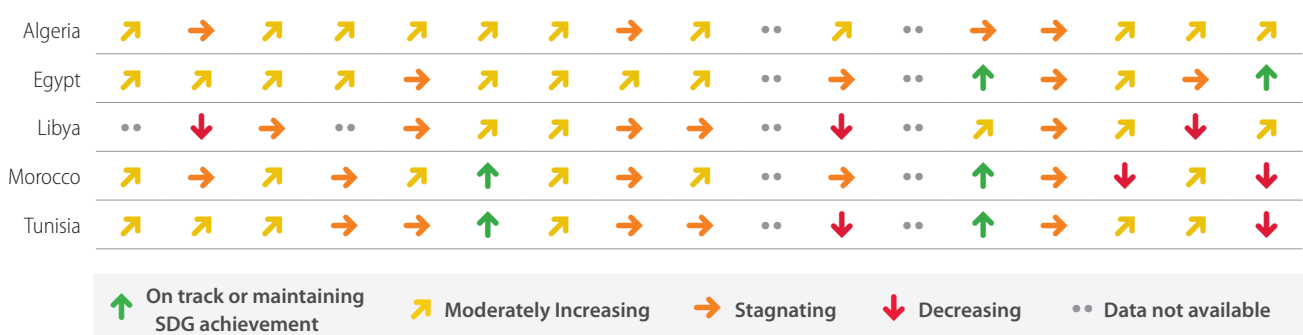 Algeria
Egypt
Libya
Morocco
Tunisia
On track or maintaining
SDG achievement
Moderately Increasing
Stagnating
Decreasing
Data not available